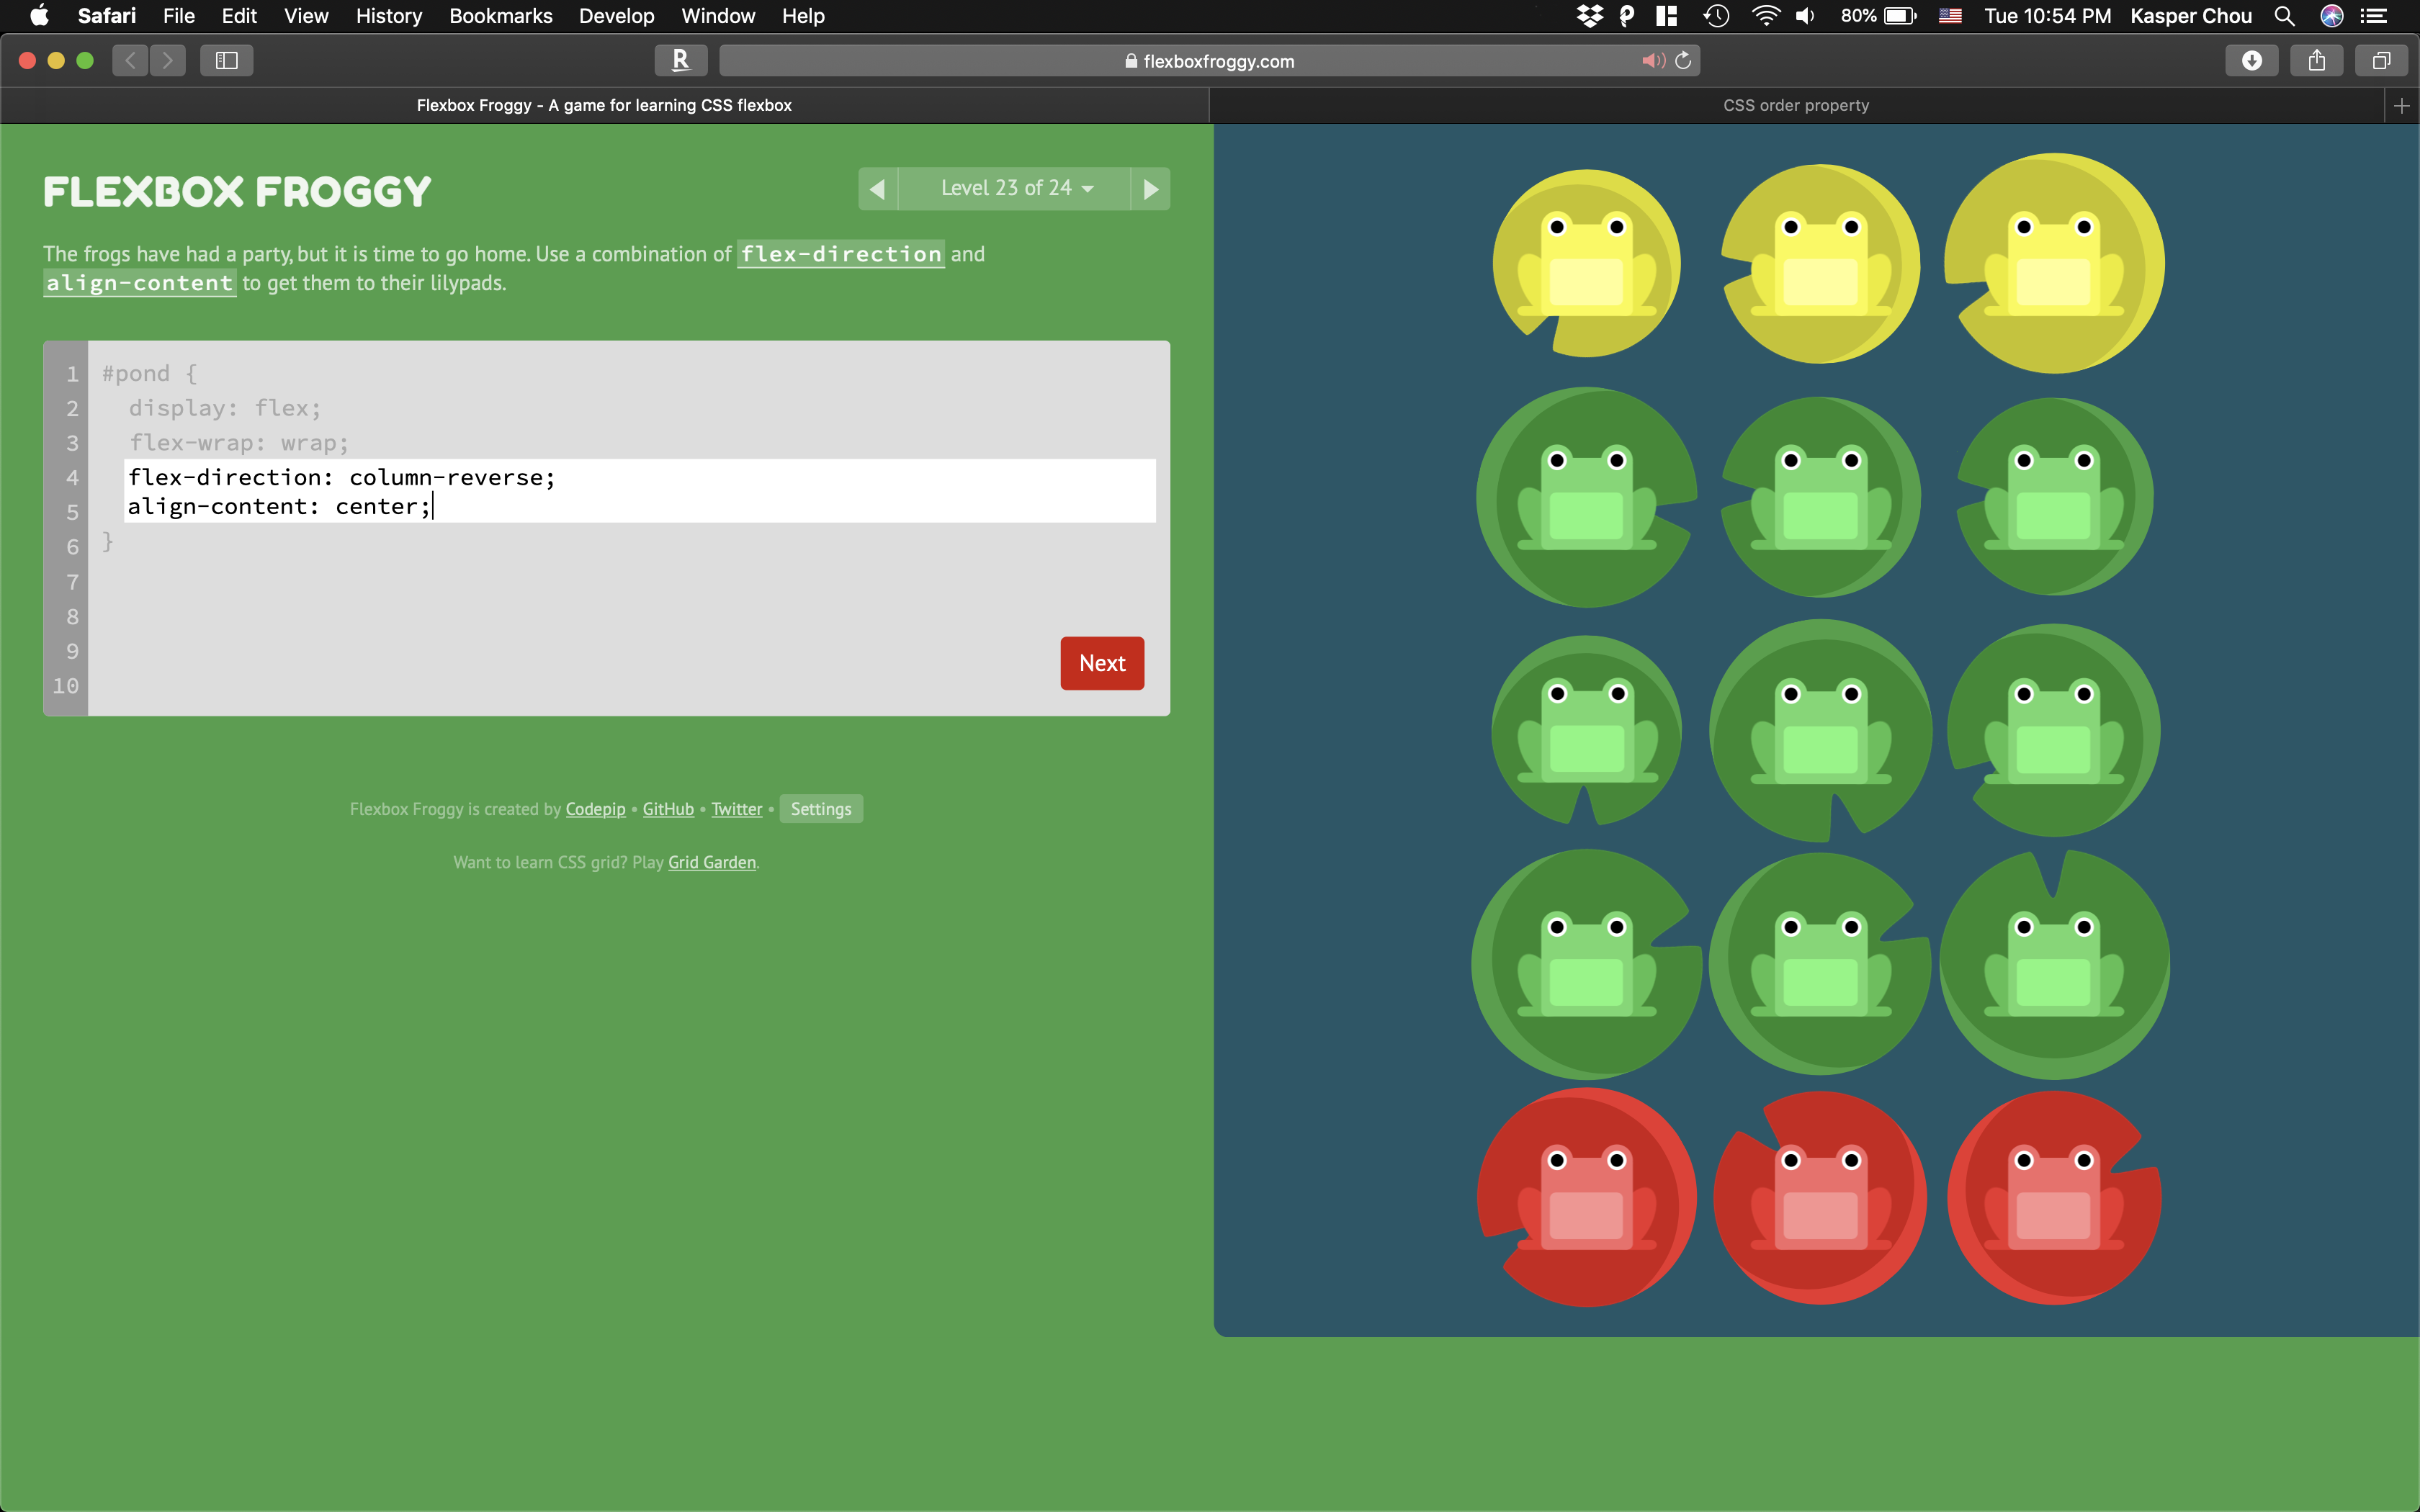 Safari File Edit View History Bookmarks Develop Window Help 80% Tue 10:54 PM Kasper Chou
R flexboxfroggy.com
Flexbox Froggy - A game for learning CSS flexbox CSS order property
FLEXBOX FROGGY
Level 23 of 24
The frogs have had a party, but it is time to go home. Use a combination of flex-direction and
align-content to get them to their lilypads.
1 #pond {
2 display: flex;
3 flex-wrap: wrap;
4 flex-direction: column-reverse;
5 align-content: center;
6 }
7
8
9
10
Next
Flexbox Froggy is created by Codepip • GitHub • Twitter • Settings
Want to learn CSS grid? Play Grid Garden.